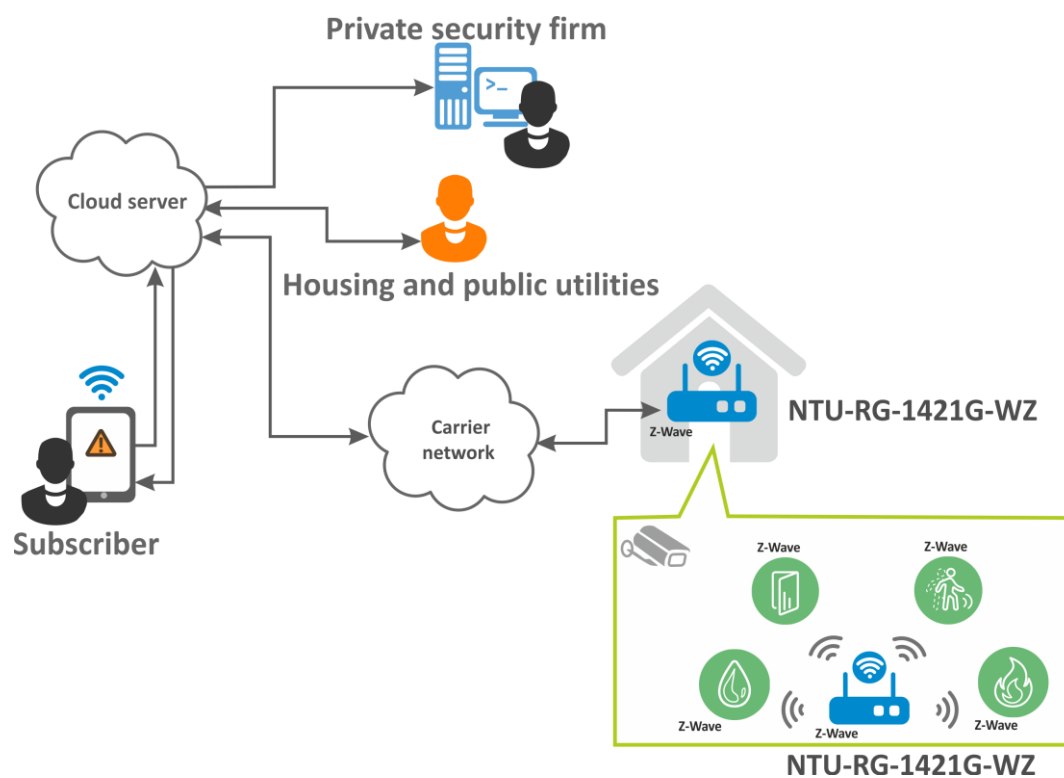 Private security firm
>_
Cloud server
Housing and public utilities
Carrier
network
Z-Wave
NTU-RG-1421G-WZ
Subscriber
Z-Wave
Z-Wave
Z-Wave
Z-Wave
Z-Wave
NTU-RG-1421G-WZ